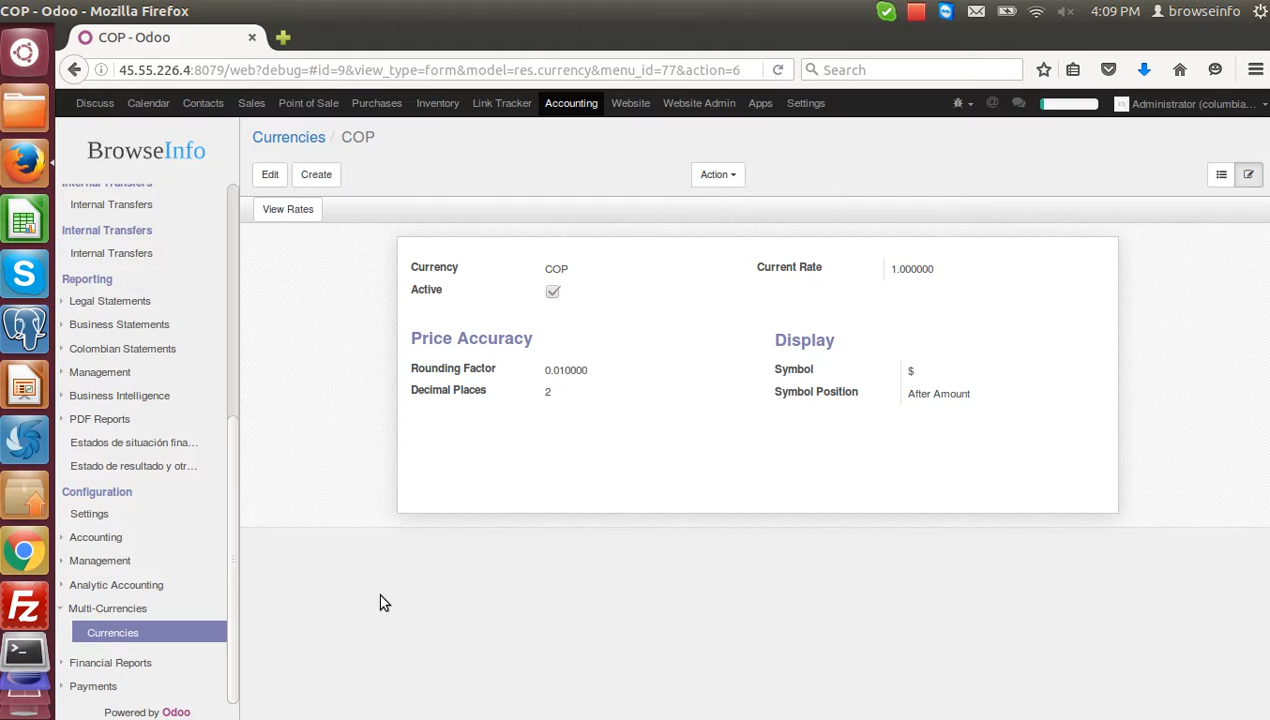 COP - Odoo - Mozilla Firefox
4:09 PM browseinfo
COP - Odoo
45.55.226.4:8079/web?debug=#id=9&view_type=form&model=res.currency&menu_id=77&action=6
Search
Discuss Calendar Contacts Sales Point of Sale Purchases Inventory Link Tracker Accounting Website Website Admin Apps Settings
Administrator (columbia...
BrowseInfo
Currencies / COP
Edit Create Action
View Rates
Internal Transfers
Internal Transfers
Internal Transfers
Internal Transfers
Reporting
Legal Statements
Business Statements
Colombian Statements
Management
Business Intelligence
PDF Reports
Estados de situación fina...
Estado de resultado y otr...
Configuration
Settings
Accounting
Management
Analytic Accounting
Multi-Currencies
Currencies
Financial Reports
Payments
Powered by Odoo
Currency COP
Active
Current Rate 1.000000
Price Accuracy
Rounding Factor 0.010000
Decimal Places 2
Display
Symbol $
Symbol Position After Amount